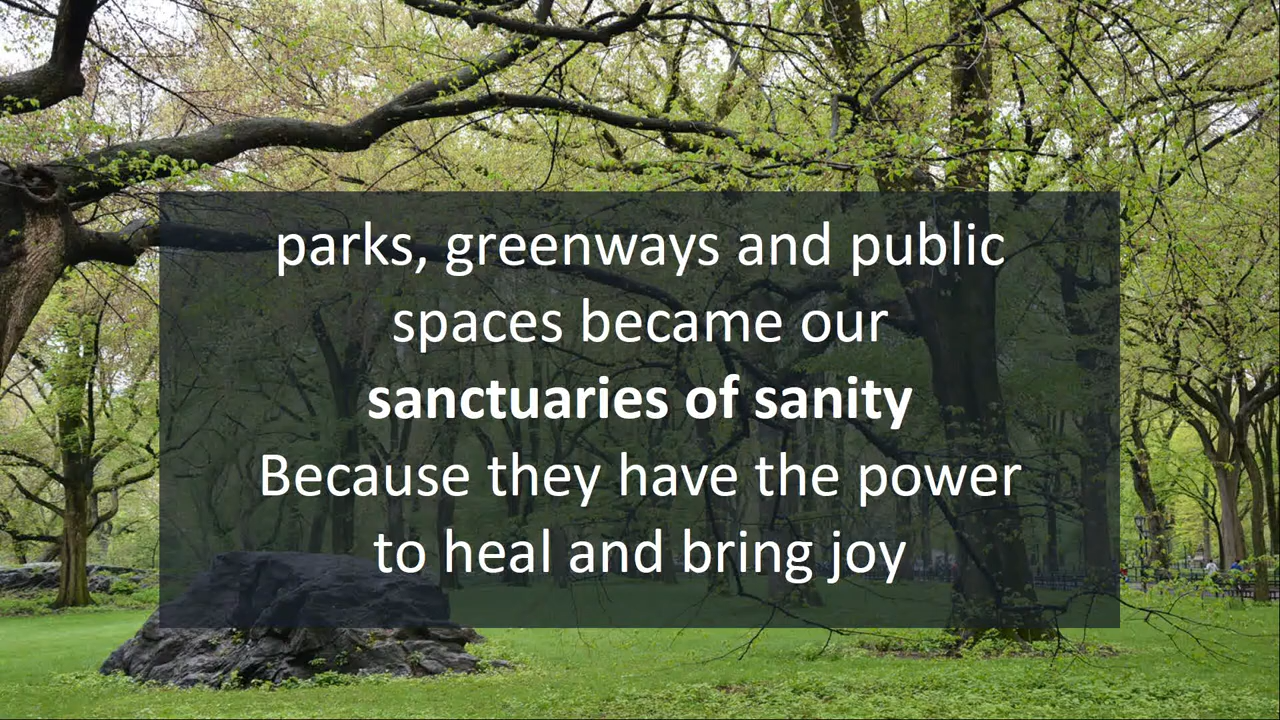 parks, greenways and public
spaces became our
sanctuaries of sanity
Because they have the power
to heal and bring joy